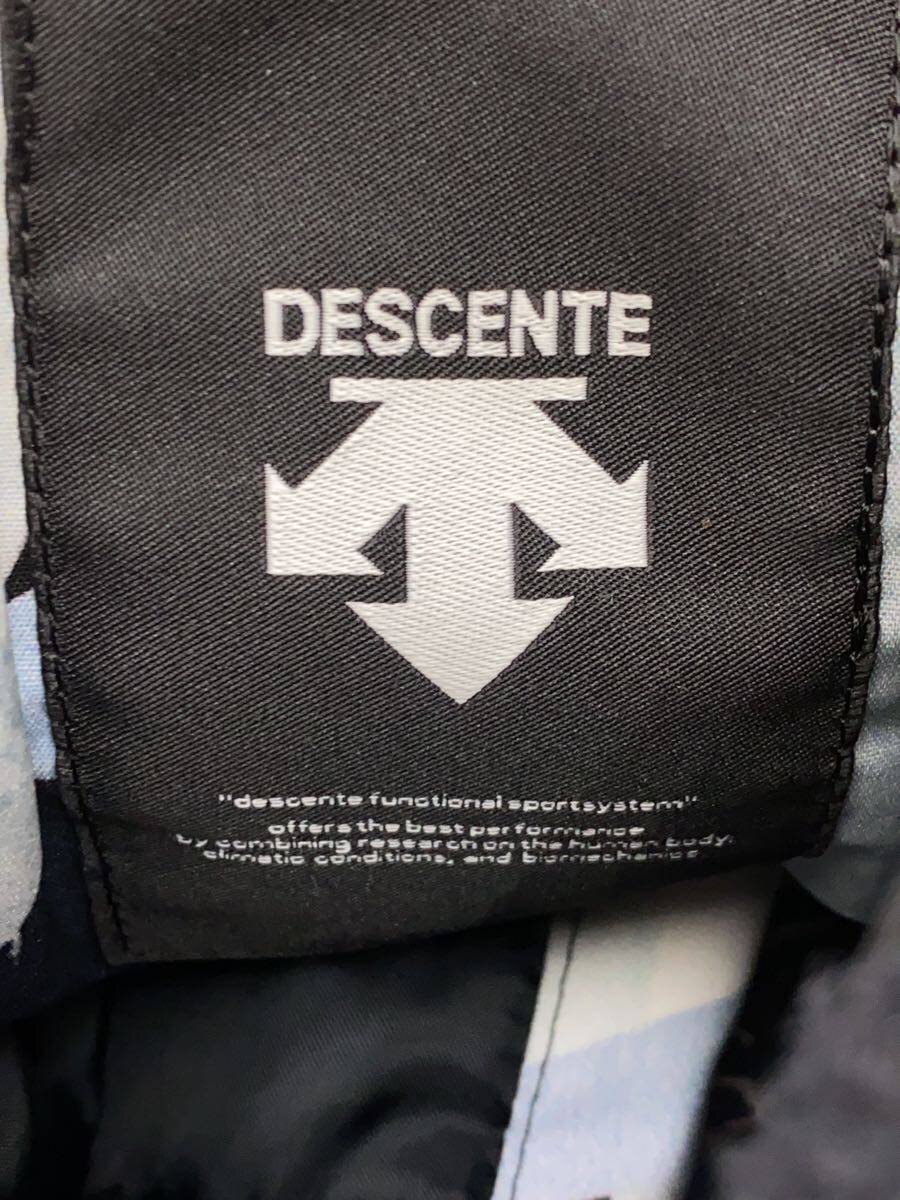 DESCENTE
"descente functional sportsystem"
offers the best performance
by combining research on the human body,
climatic conditions, and biomechanics.